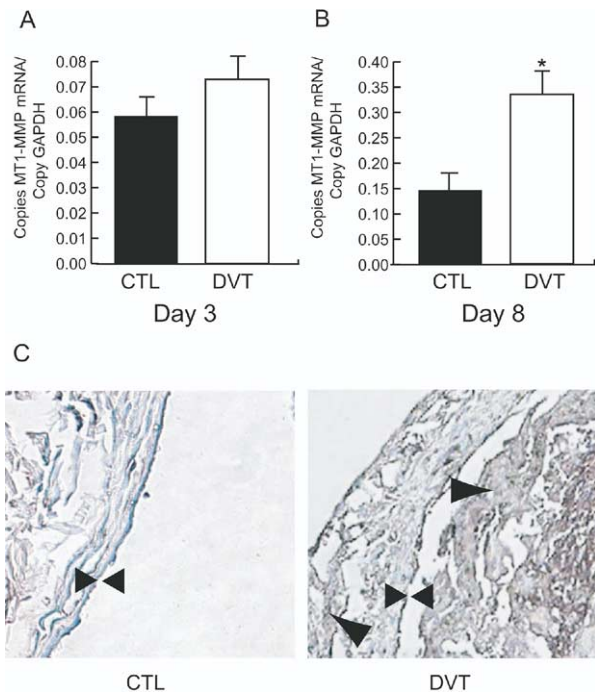 A
Copies MT1-MMP mRNA/
Copy GAPDH
0.08
0.07
0.06
0.05
0.04
0.03
0.02
0.01
0.00
CTL
DVT
Day 3
B
Copies MT1-MMP mRNA/
Copy GAPDH
0.40
0.35
0.30
0.25
0.20
0.15
0.10
0.05
0.00
*
CTL
DVT
Day 8
C
CTL
DVT